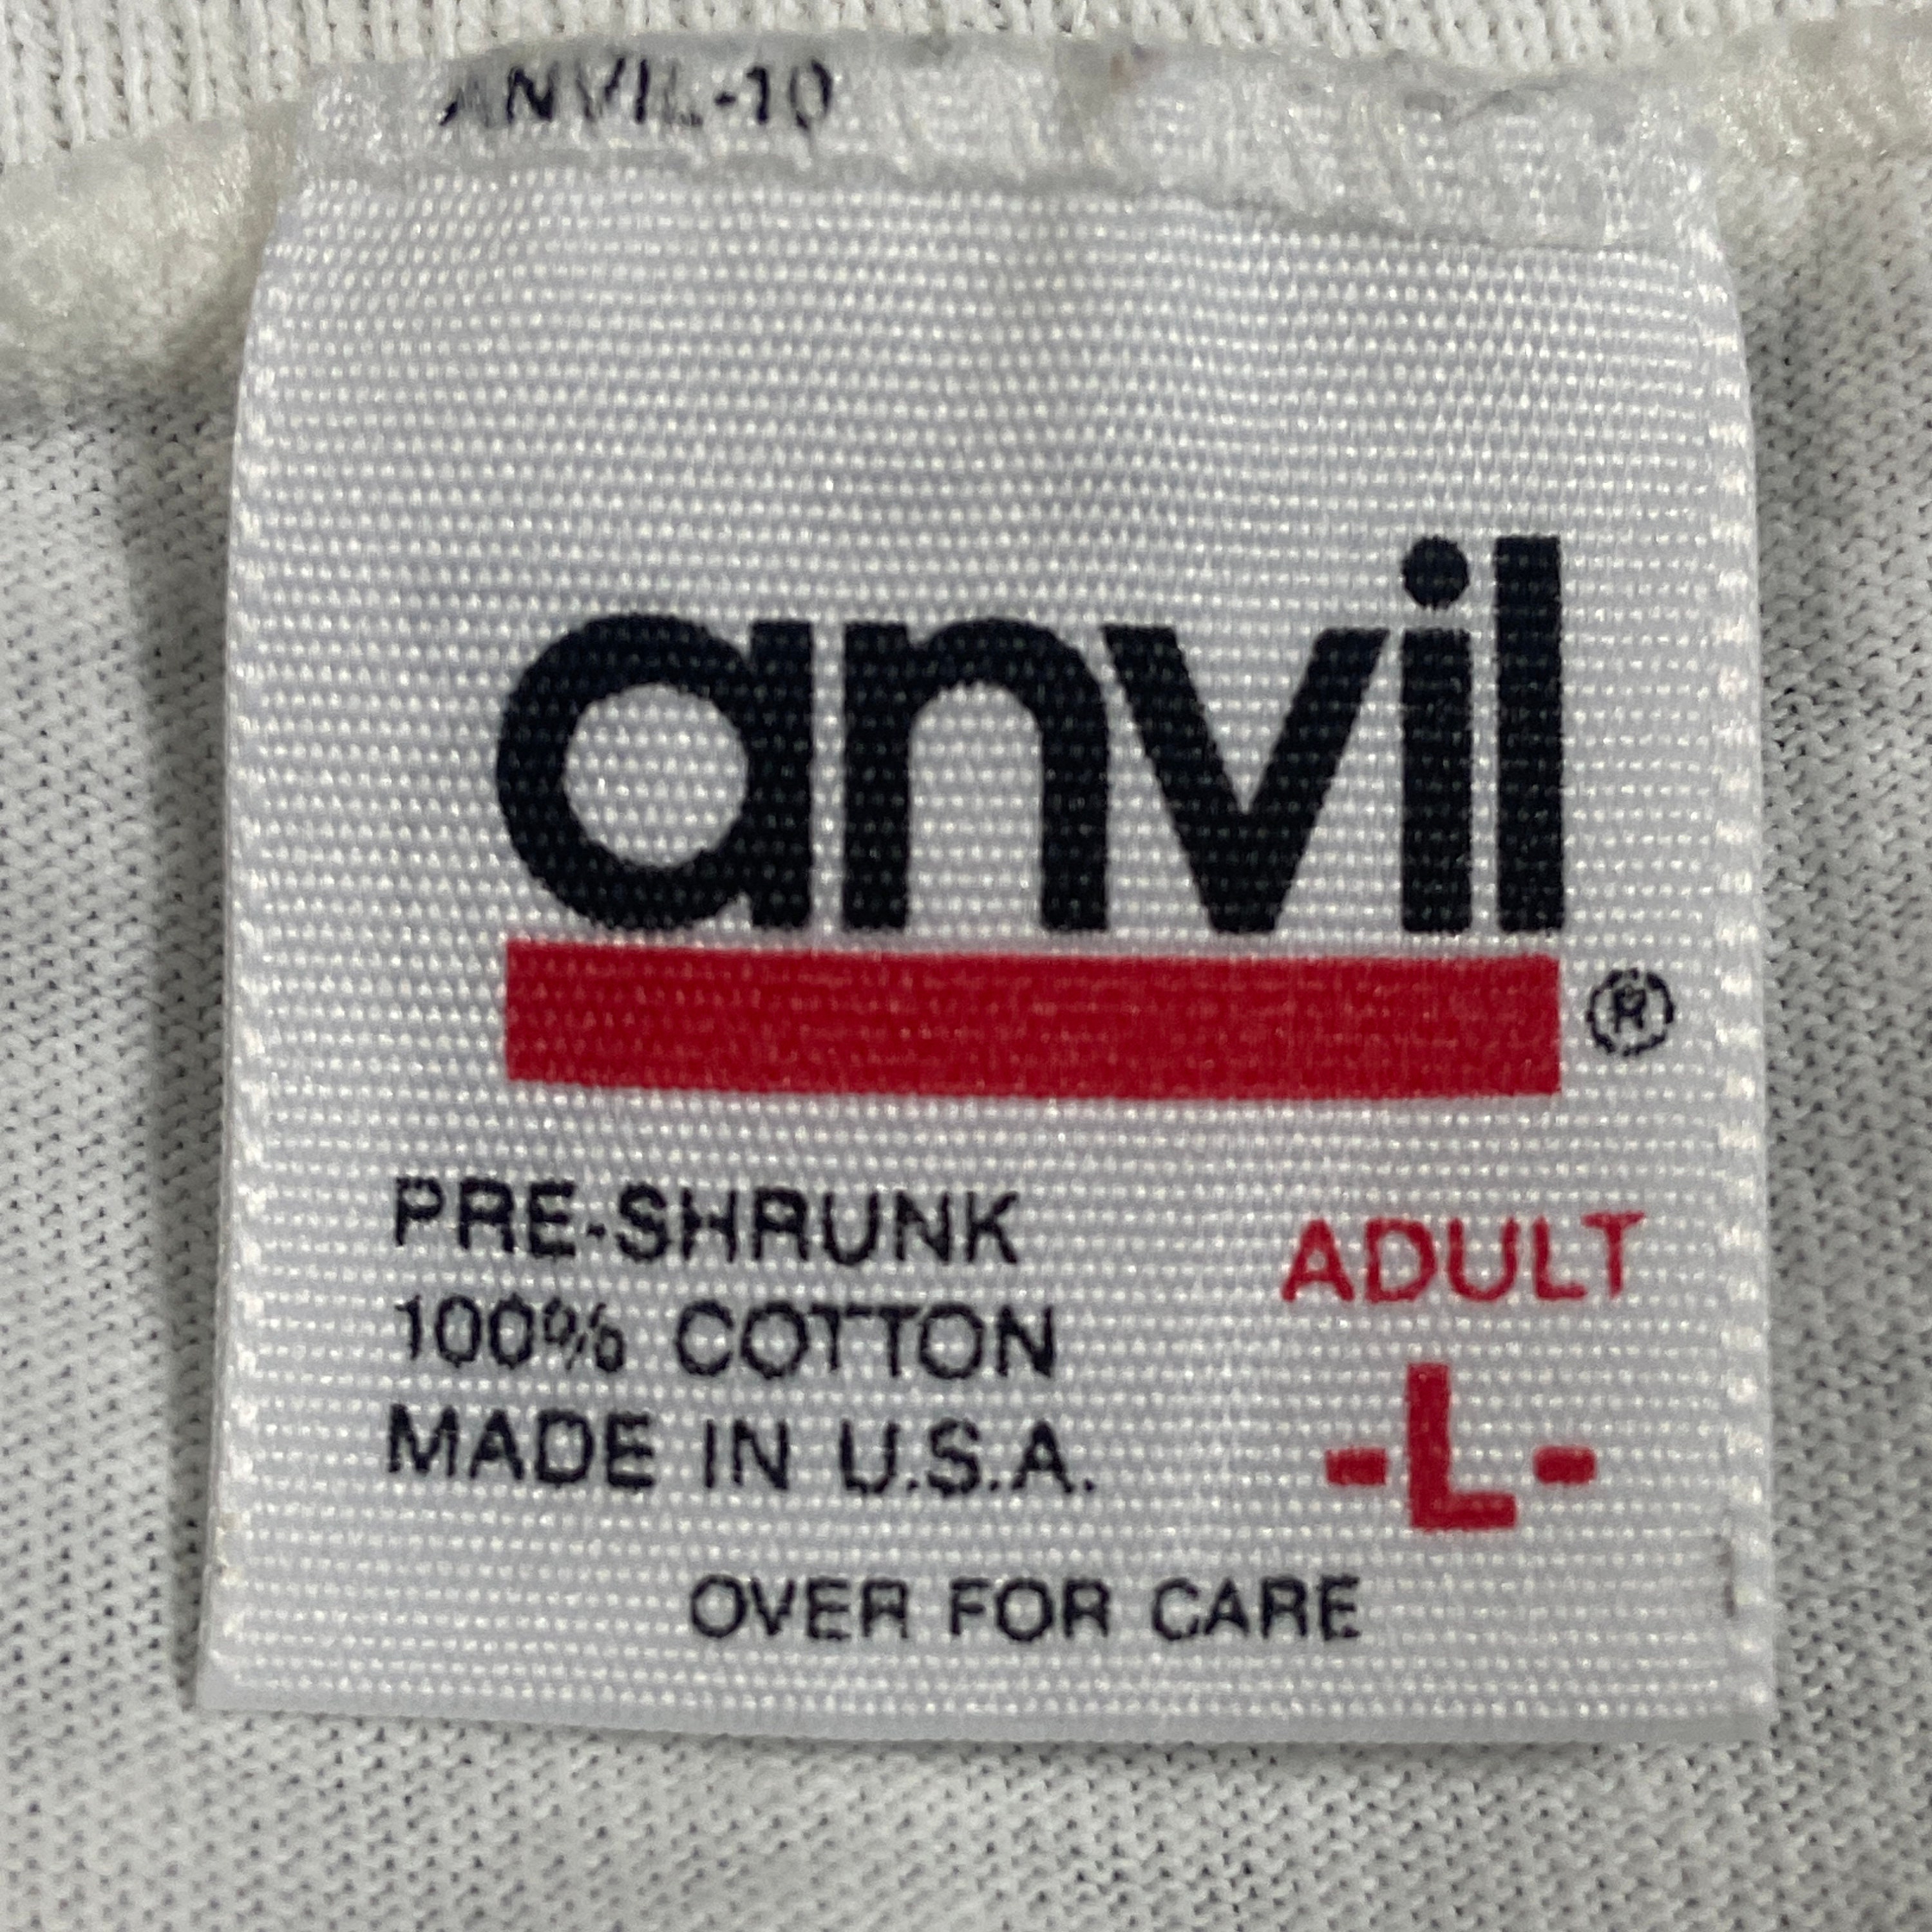 ANVIL-10
anvil
®
PRE-SHRUNK
100% COTTON
MADE IN U.S.A.
ADULT
-L-
OVER FOR CARE